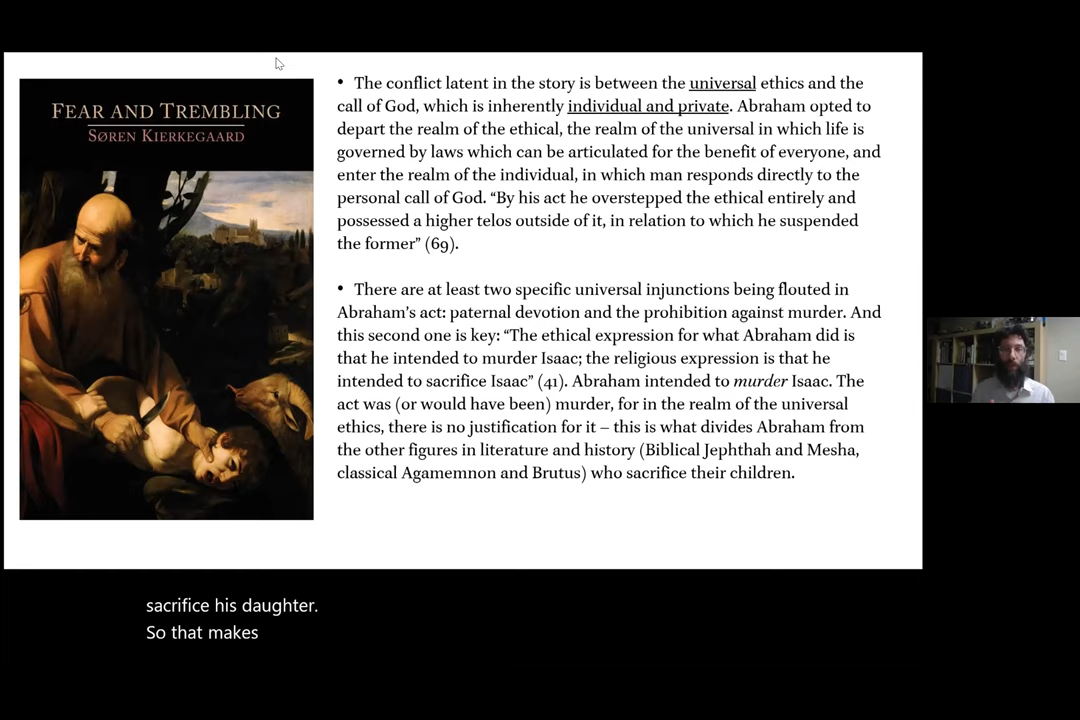 FEAR AND TREMBLING
SØREN KIERKEGAARD
• The conflict latent in the story is between the universal ethics and the
call of God, which is inherently individual and private. Abraham opted to
depart the realm of the ethical, the realm of the universal in which life is
governed by laws which can be articulated for the benefit of everyone, and
enter the realm of the individual, in which man responds directly to the
personal call of God. “By his act he overstepped the ethical entirely and
possessed a higher telos outside of it, in relation to which he suspended
the former” (69).
• There are at least two specific universal injunctions being flouted in
Abraham’s act: paternal devotion and the prohibition against murder. And
this second one is key: “The ethical expression for what Abraham did is
that he intended to murder Isaac; the religious expression is that he
intended to sacrifice Isaac” (41). Abraham intended to murder Isaac. The
act was (or would have been) murder, for in the realm of the universal
ethics, there is no justification for it – this is what divides Abraham from
the other figures in literature and history (Biblical Jephthah and Mesha,
classical Agamemnon and Brutus) who sacrifice their children.
sacrifice his daughter.
So that makes